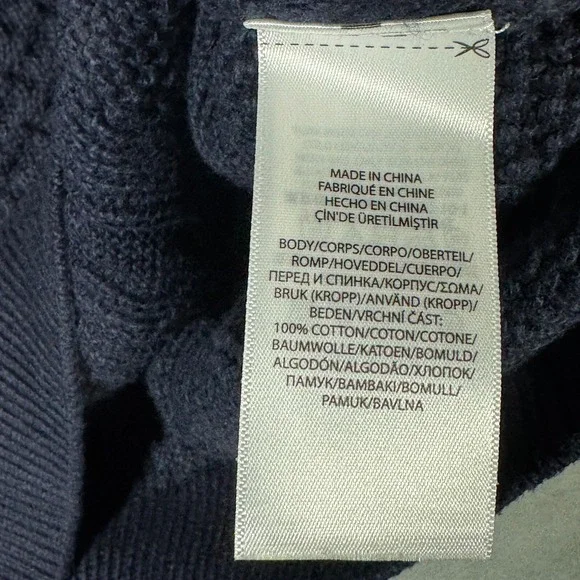 MADE IN CHINA
FABRIQUÉ EN CHINE
HECHO EN CHINA
ÇİN'DE ÜRETİLMİŞTİR
BODY/CORPS/CORPO/OBERTEIL/
ROMP/HOVEDDEL/CUERPO/
ПЕРЕД И СПИНКА/КОРПУС/ΣΩΜΑ/
BRUK (KROPP)/ANVÄND (KROPP)/
BEDEN/VRCHNÍ ČÁST:
100% COTTON/COTON/COTONE/
BAUMWOLLE/KATOEN/BOMULD/
ALGODÓN/ALGODÃO/ХЛОПОК/
ПАМУК/BAMBAKI/BOMULL/
PAMUK/BAVLNA